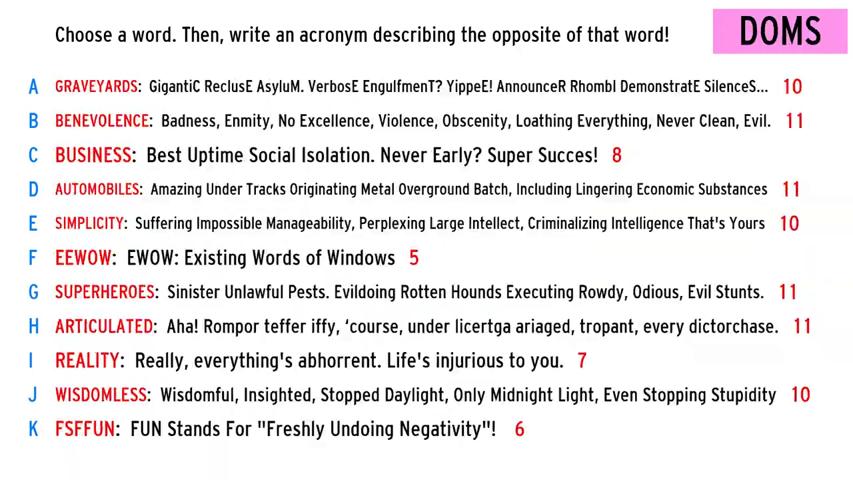 Choose a word. Then, write an acronym describing the opposite of that word!
DOMS
A GRAVEYARDS: GigantiC ReclusE AsyluM. VerbosE EngulfmenT? YippeE! AnnounceR RhombI DemonstratE SilenceS... 10
B BENEVOLENCE: Badness, Enmity, No Excellence, Violence, Obscenity, Loathing Everything, Never Clean, Evil. 11
C BUSINESS: Best Uptime Social Isolation. Never Early? Super Succes! 8
D AUTOMOBILES: Amazing Under Tracks Originating Metal Overground Batch, Including Lingering Economic Substances 11
E SIMPLICITY: Suffering Impossible Manageability, Perplexing Large Intellect, Criminalizing Intelligence That's Yours 10
F EEWOW: EWOW: Existing Words of Windows 5
G SUPERHEROES: Sinister Unlawful Pests. Evildoing Rotten Hounds Executing Rowdy, Odious, Evil Stunts. 11
H ARTICULATED: Aha! Rompor teffer iffy, 'course, under licertga ariaged, tropant, every dictorchase. 11
I REALITY: Really, everything's abhorrent. Life's injurious to you. 7
J WISDOMLESS: Wisdomful, Insighted, Stopped Daylight, Only Midnight Light, Even Stopping Stupidity 10
K FSFFUN: FUN Stands For "Freshly Undoing Negativity"! 6